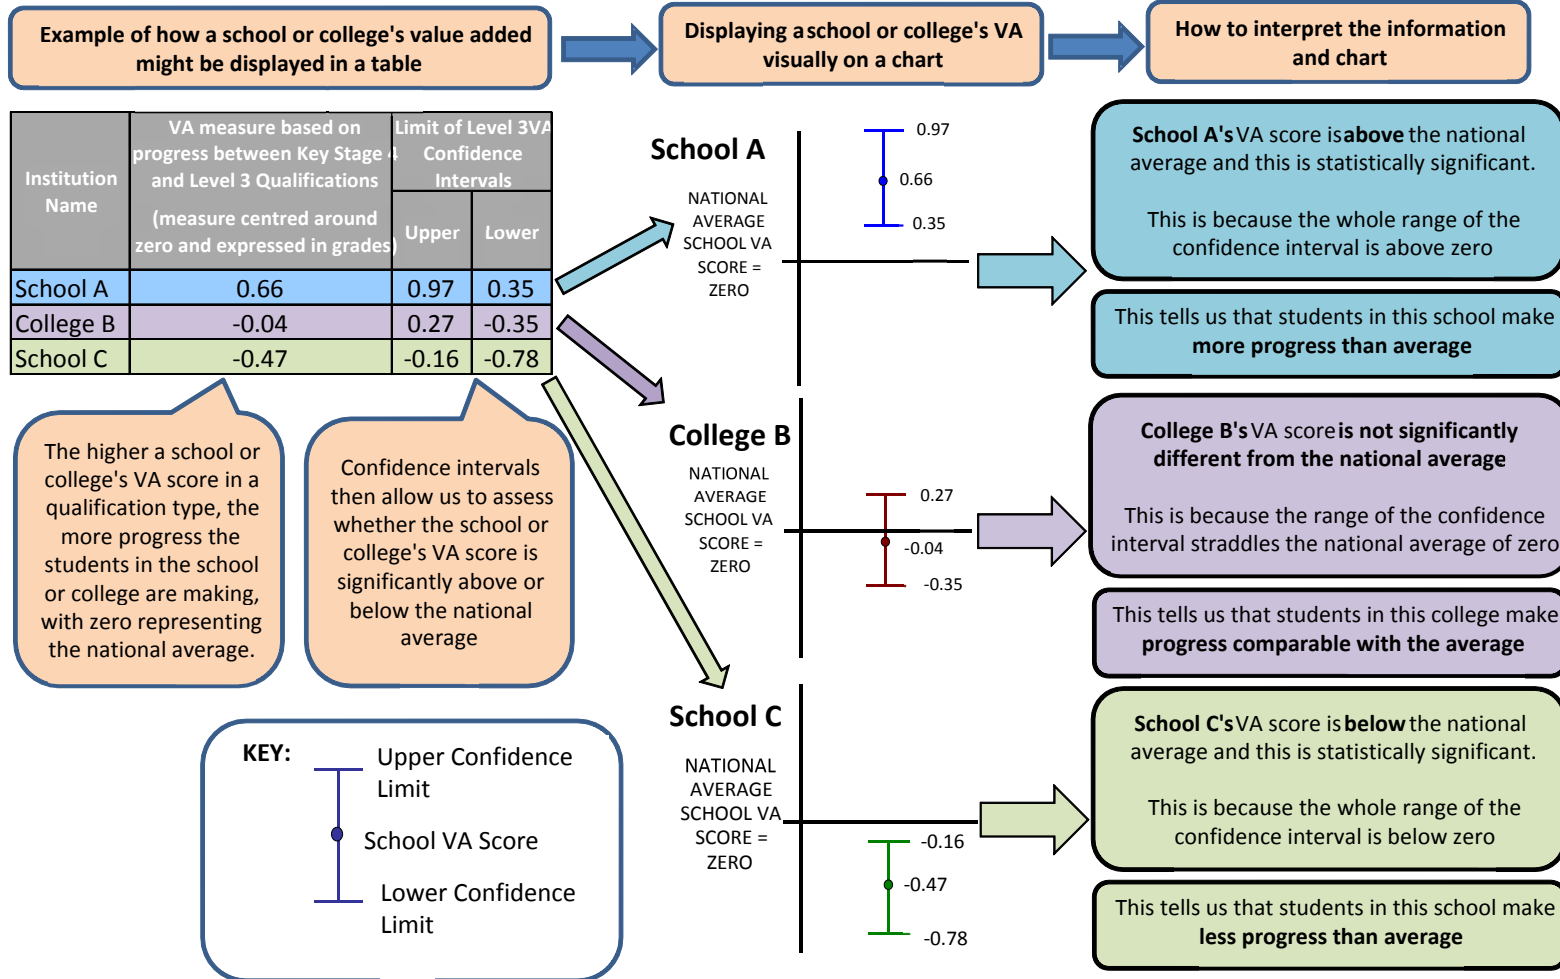 Example of how a school or college's value added
might be displayed in a table
Displaying a school or college's VA
visually on a chart
How to interpret the information
and chart
Institution
Name
VA measure based on
progress between Key Stage 4
and Level 3 Qualifications
(measure centred around
zero and expressed in grades)
Limit of Level 3VA
Confidence
Intervals
Upper
Lower
School A 0.66 0.97 0.35
College B -0.04 0.27 -0.35
School C -0.47 -0.16 -0.78
The higher a school or
college's VA score in a
qualification type, the
more progress the
students in the school
or college are making,
with zero representing
the national average.
Confidence intervals
then allow us to assess
whether the school or
college's VA score is
significantly above or
below the national
average
KEY:
Upper Confidence
Limit
School VA Score
Lower Confidence
Limit
School A
NATIONAL
AVERAGE
SCHOOL VA
SCORE =
ZERO
0.97
0.66
0.35
School A's VA score is above the national
average and this is statistically significant.
This is because the whole range of the
confidence interval is above zero
This tells us that students in this school make
more progress than average
College B
NATIONAL
AVERAGE
SCHOOL VA
SCORE =
ZERO
0.27
-0.04
-0.35
College B's VA score is not significantly
different from the national average
This is because the range of the confidence
interval straddles the national average of zero
This tells us that students in this college make
progress comparable with the average
School C
NATIONAL
AVERAGE
SCHOOL VA
SCORE =
ZERO
-0.16
-0.47
-0.78
School C's VA score is below the national
average and this is statistically significant.
This is because the whole range of the
confidence interval is below zero
This tells us that students in this school make
less progress than average